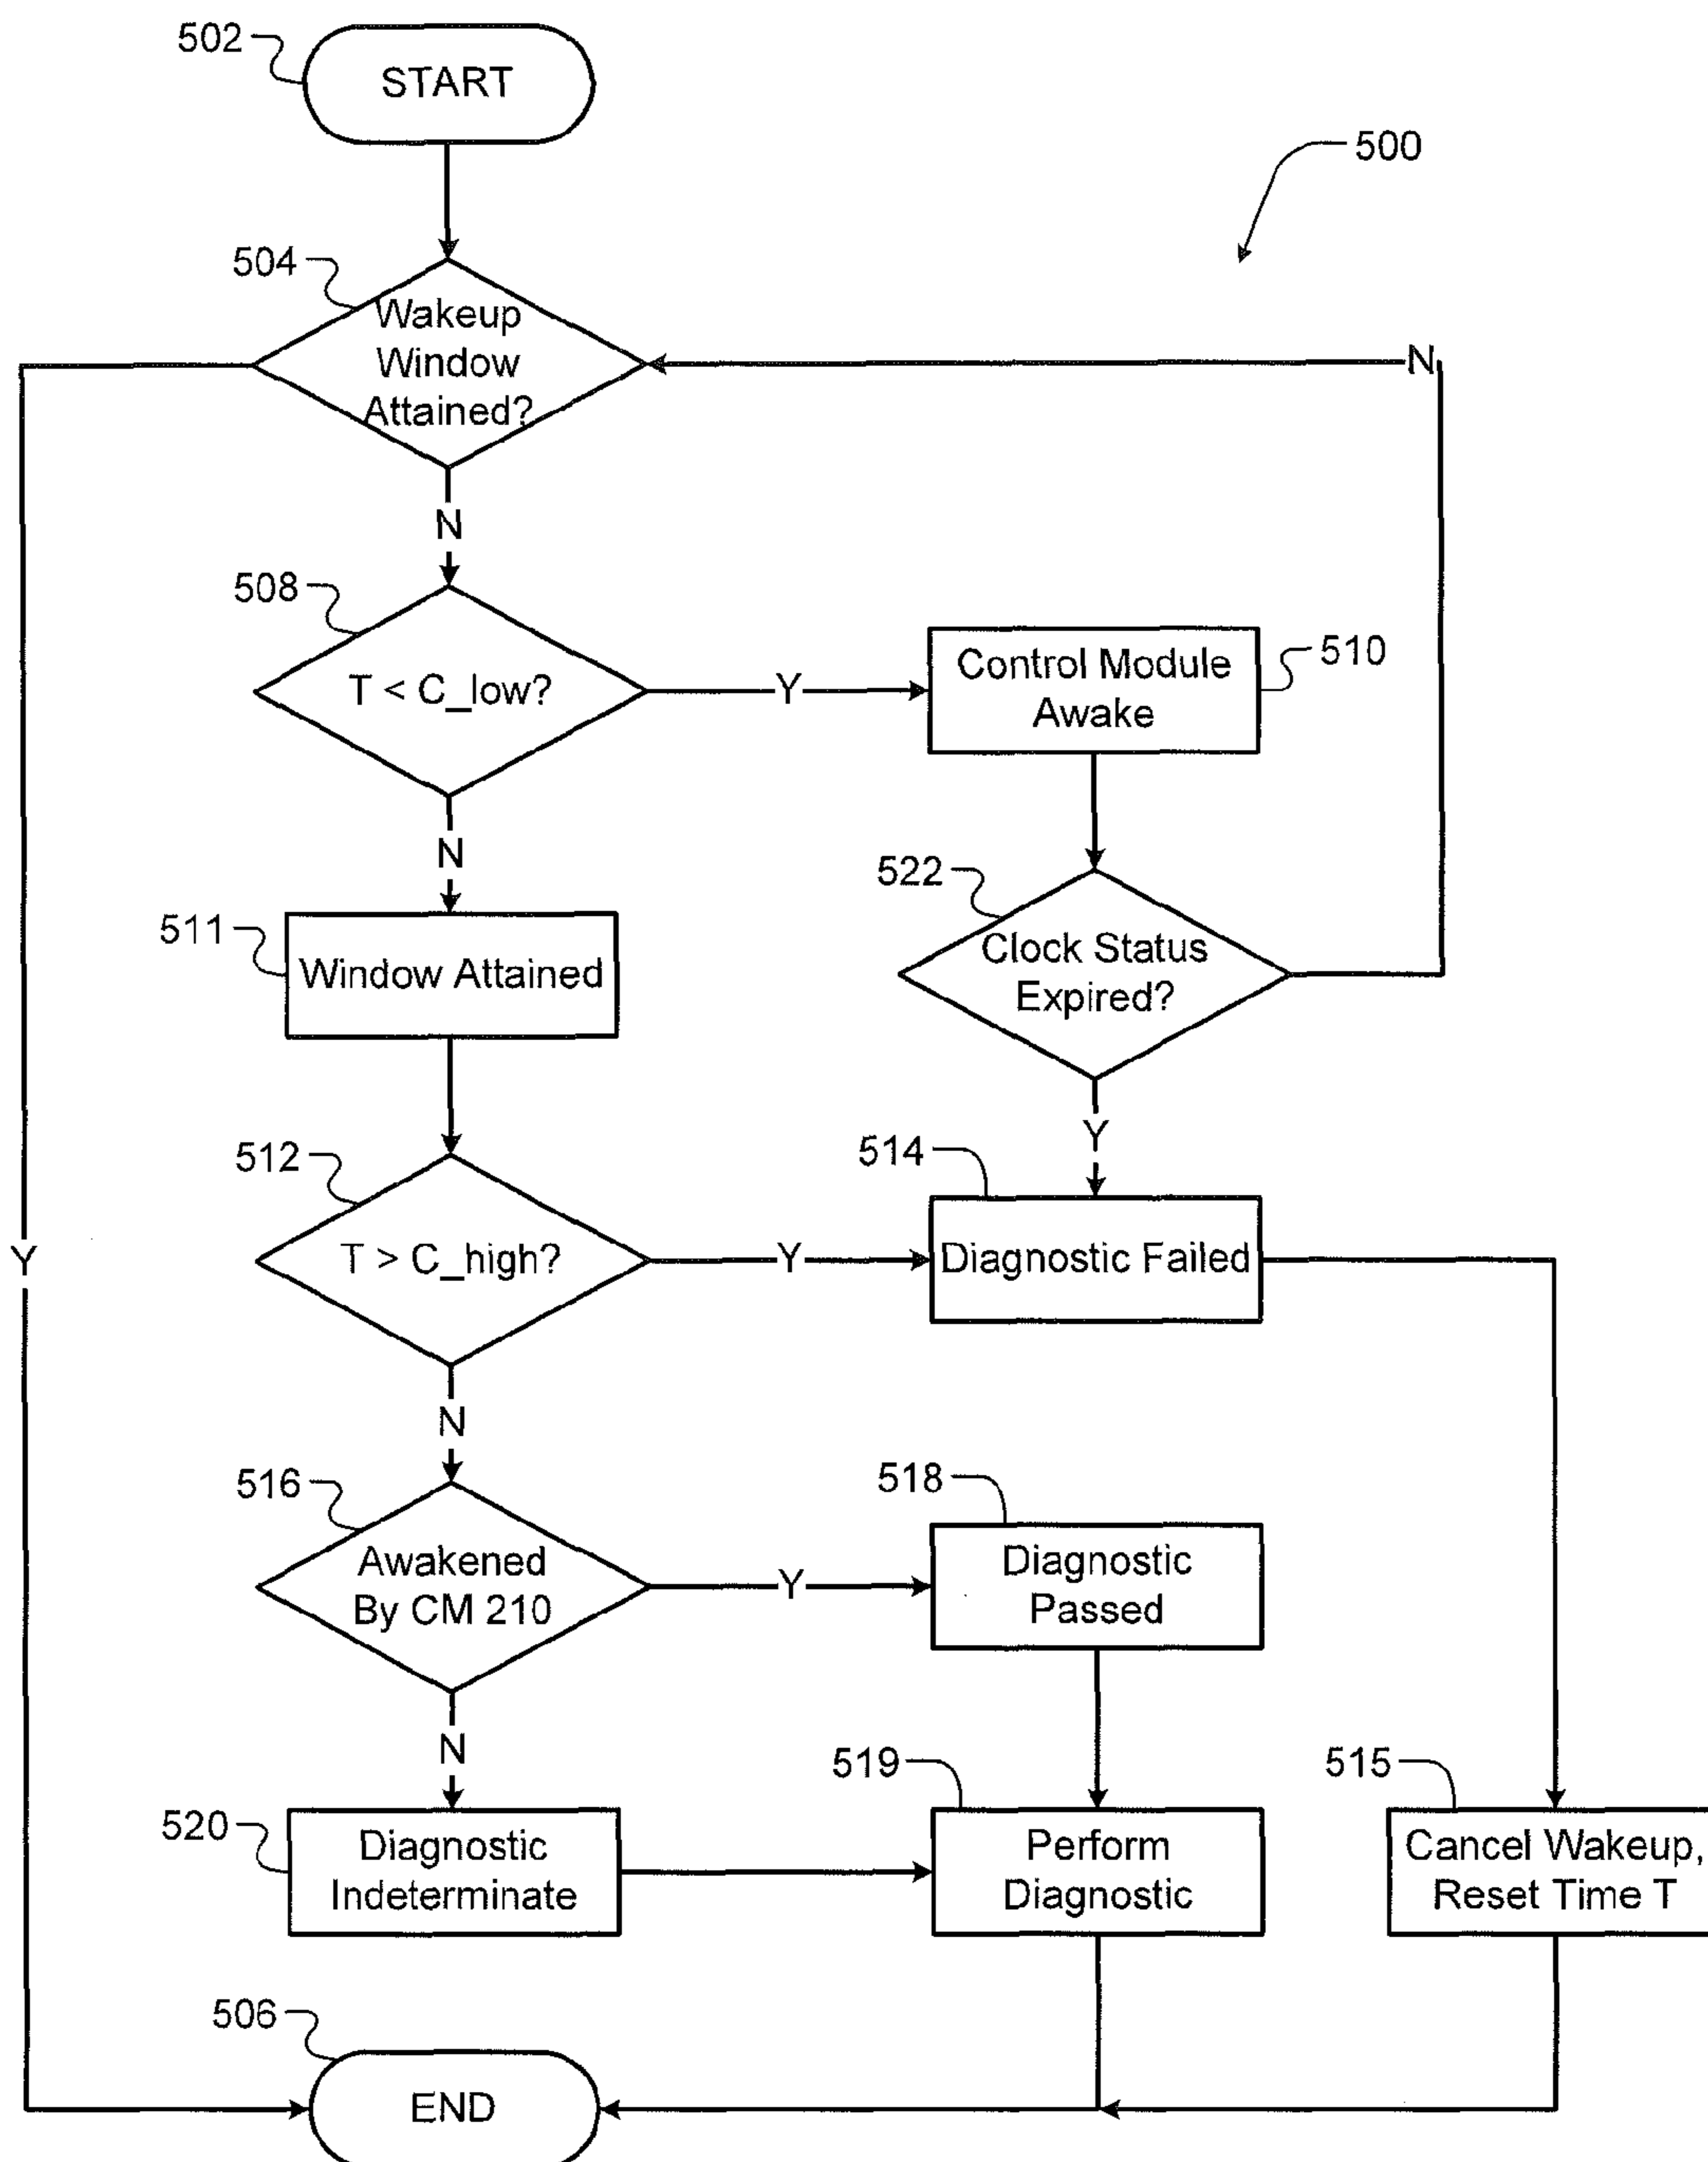 502
START
500
504
Wakeup
Window
Attained?
N
N
508
T < C_low?
Y
Control Module
Awake
510
N
522
Clock Status
Expired?
511
Window Attained
Y
512
T > C_high?
Y
514
Diagnostic Failed
Y
N
516
Awakened
By CM 210
Y
518
Diagnostic
Passed
N
520
Diagnostic
Indeterminate
519
Perform
Diagnostic
515
Cancel Wakeup,
Reset Time T
506
END